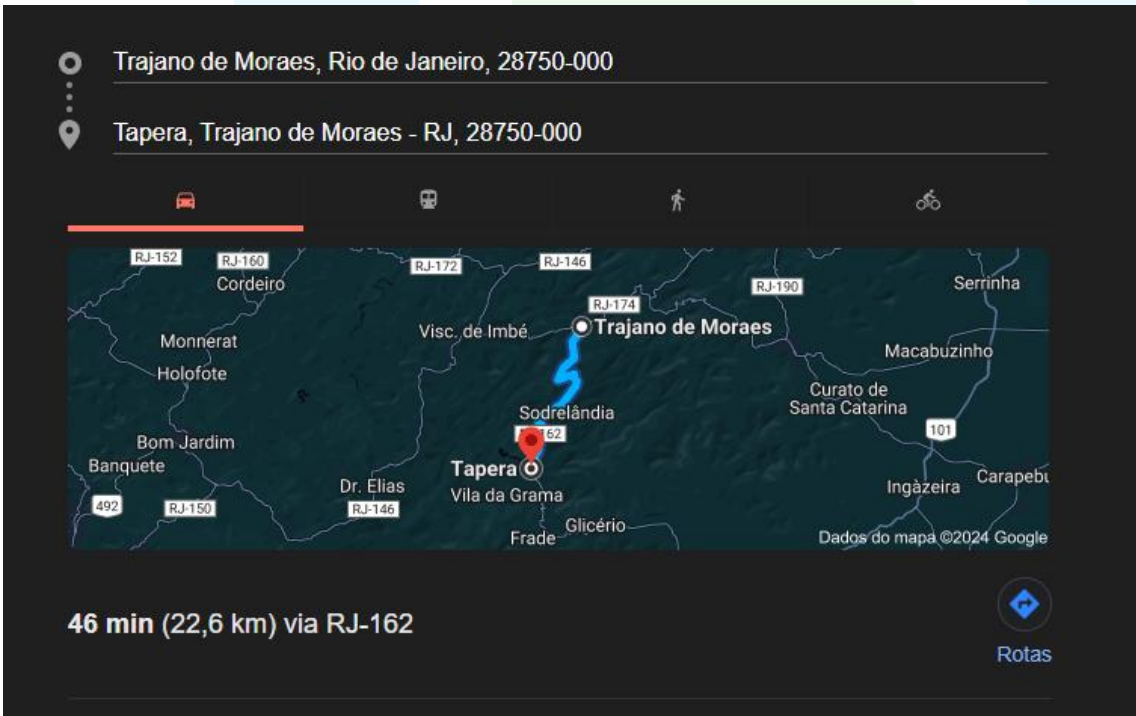 Trajano de Moraes, Rio de Janeiro, 28750-000
Tapera, Trajano de Moraes - RJ, 28750-000
RJ-152
RJ-160
Cordeiro
RJ-172
RJ-146
RJ-190
Serrinha
RJ-174
Visc. de Imbé
Trajano de Moraes
Monnerat
Macabuzinho
Holofote
Curato de
Santa Catarina
Sodrelândia
62
101
Bom Jardim
Banquete
Tapera
Dr. Elias
Vila da Grama
Ingàzeira
Carapebu
492
RJ-150
RJ-146
Glicério
Frade
Dados do mapa ©2024 Google
46 min (22,6 km) via RJ-162
Rotas